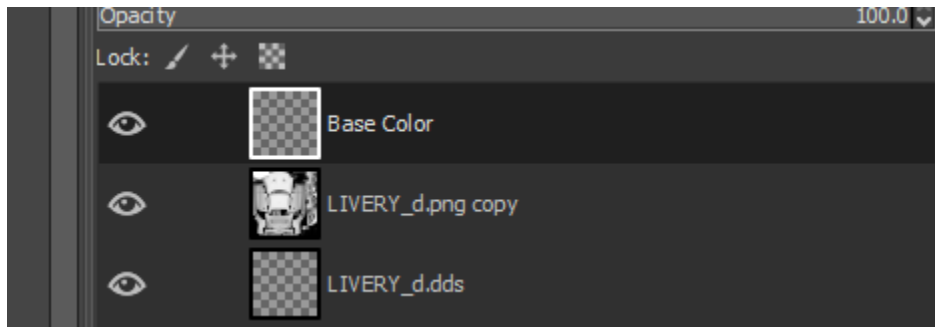 Opacity 100.0
Lock:
Base Color
LIVERY_d.png copy
LIVERY_d.dds